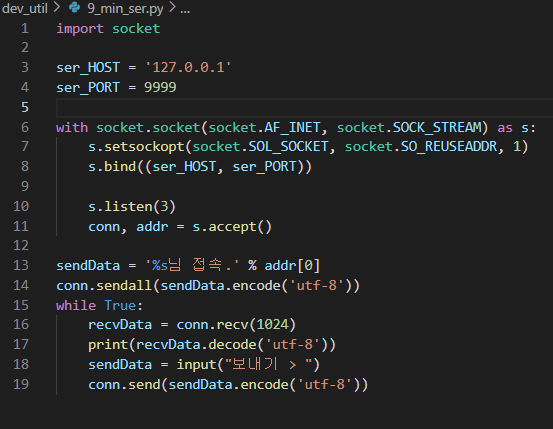 dev_util > 9_min_ser.py > ...
1 import socket
2
3 ser_HOST = '127.0.0.1'
4 ser_PORT = 9999
5
6 with socket.socket(socket.AF_INET, socket.SOCK_STREAM) as s:
7     s.setsockopt(socket.SOL_SOCKET, socket.SO_REUSEADDR, 1)
8     s.bind((ser_HOST, ser_PORT))
9
10     s.listen(3)
11     conn, addr = s.accept()
12
13 sendData = '%s님 접속.' % addr[0]
14 conn.sendall(sendData.encode('utf-8'))
15 while True:
16     recvData = conn.recv(1024)
17     print(recvData.decode('utf-8'))
18     sendData = input("보내기 > ")
19     conn.send(sendData.encode('utf-8'))